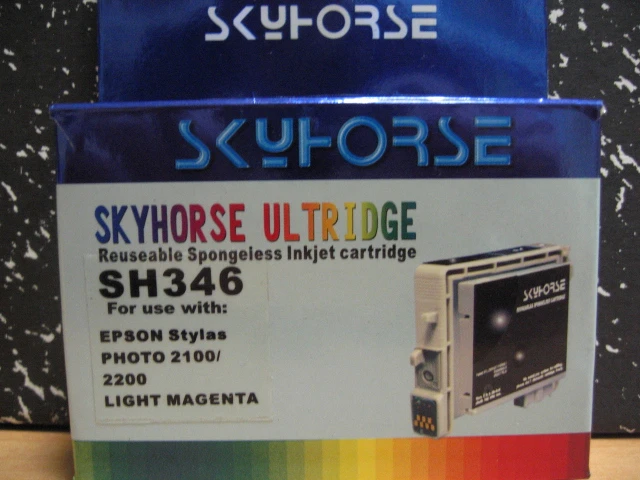 SKYHORSE
SKYHORSE
SKYHORSE ULTRIDGE
Reuseable Spongeless Inkjet cartridge
SH346
For use with:
EPSON Stylas
PHOTO 2100/
2200
LIGHT MAGENTA
SKYHORSE